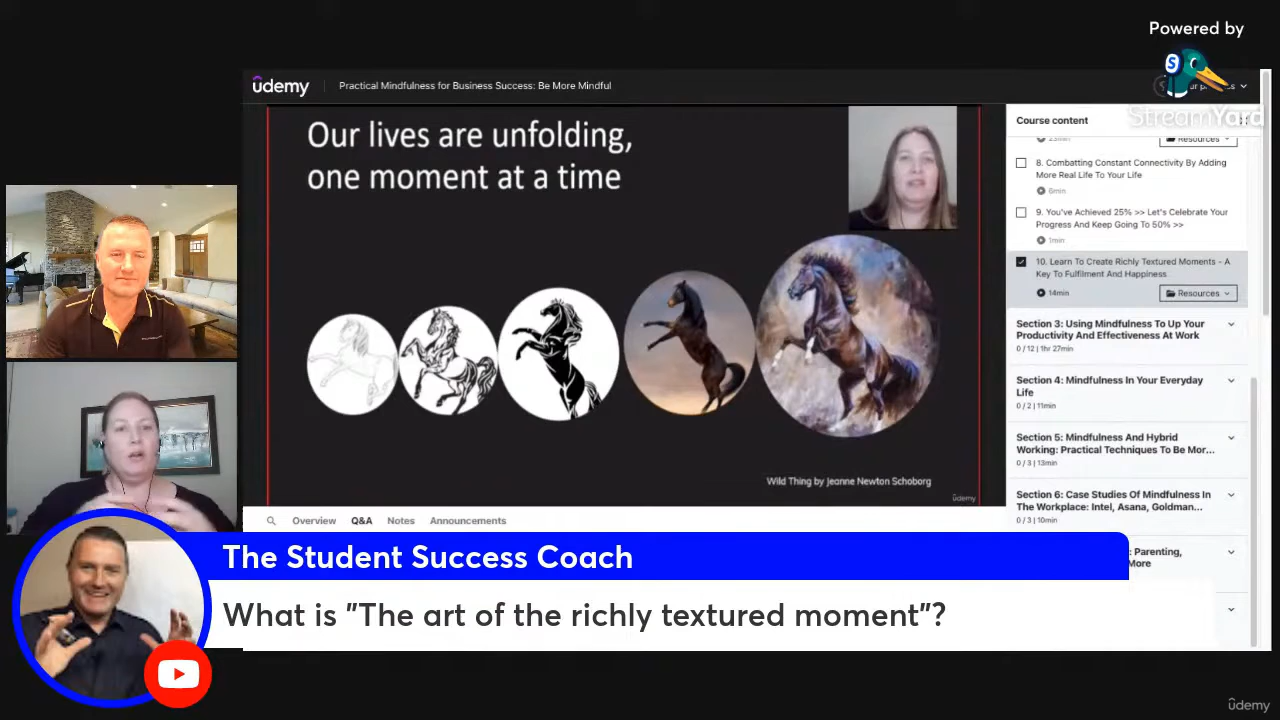 Powered by
StreamYard
udemy
Practical Mindfulness for Business Success: Be More Mindful
Our lives are unfolding,
one moment at a time
Wild Thing by Jeanne Newton Schoborg
udemy
Course content
23min
Resources
8. Combatting Constant Connectivity By Adding
More Real Life To Your Life
6min
9. You've Achieved 25% >> Let's Celebrate Your
Progress And Keep Going To 50% >>
1min
10. Learn To Create Richly Textured Moments - A
Key To Fulfilment And Happiness
14min
Resources
Section 3: Using Mindfulness To Up Your
Productivity And Effectiveness At Work
0 / 12 | 1hr 27min
Section 4: Mindfulness In Your Everyday
Life
0 / 2 | 11min
Section 5: Mindfulness And Hybrid
Working: Practical Techniques To Be Mor...
0 / 3 | 13min
Section 6: Case Studies Of Mindfulness In
The Workplace: Intel, Asana, Goldman...
0 / 3 | 10min
: Parenting,
More
Overview Q&A Notes Announcements
The Student Success Coach
What is "The art of the richly textured moment"?
udemy